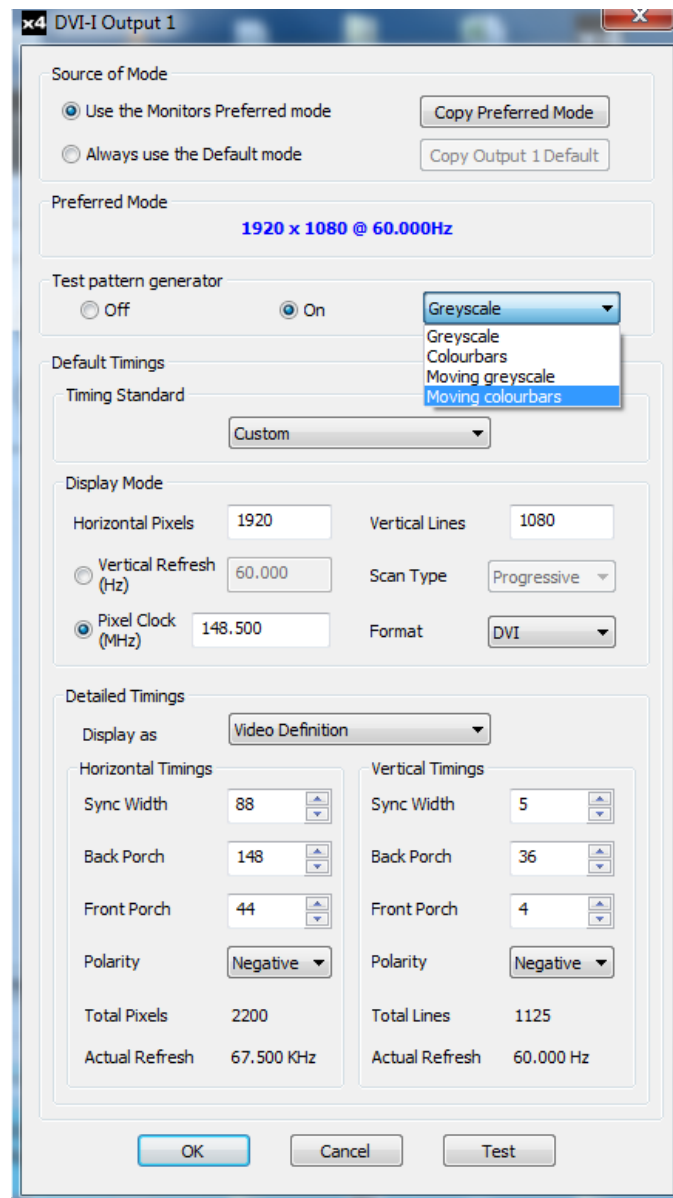 x4 DVI-I Output 1
x
Source of Mode
Use the Monitors Preferred mode
Copy Preferred Mode
Always use the Default mode
Copy Output 1 Default
Preferred Mode
1920 x 1080 @ 60.000Hz
Test pattern generator
Off
On
Greyscale
Greyscale
Colourbars
Moving greyscale
Moving colourbars
Default Timings
Timing Standard
Custom
Display Mode
Horizontal Pixels 1920 Vertical Lines 1080
Vertical Refresh
(Hz)
60.000
Scan Type Progressive
Pixel Clock
(MHz)
148.500
Format DVI
Detailed Timings
Display as Video Definition
Horizontal Timings
Sync Width 88
Back Porch 148
Front Porch 44
Polarity Negative
Total Pixels 2200
Actual Refresh 67.500 KHz
Vertical Timings
Sync Width 5
Back Porch 36
Front Porch 4
Polarity Negative
Total Lines 1125
Actual Refresh 60.000 Hz
OK Cancel Test